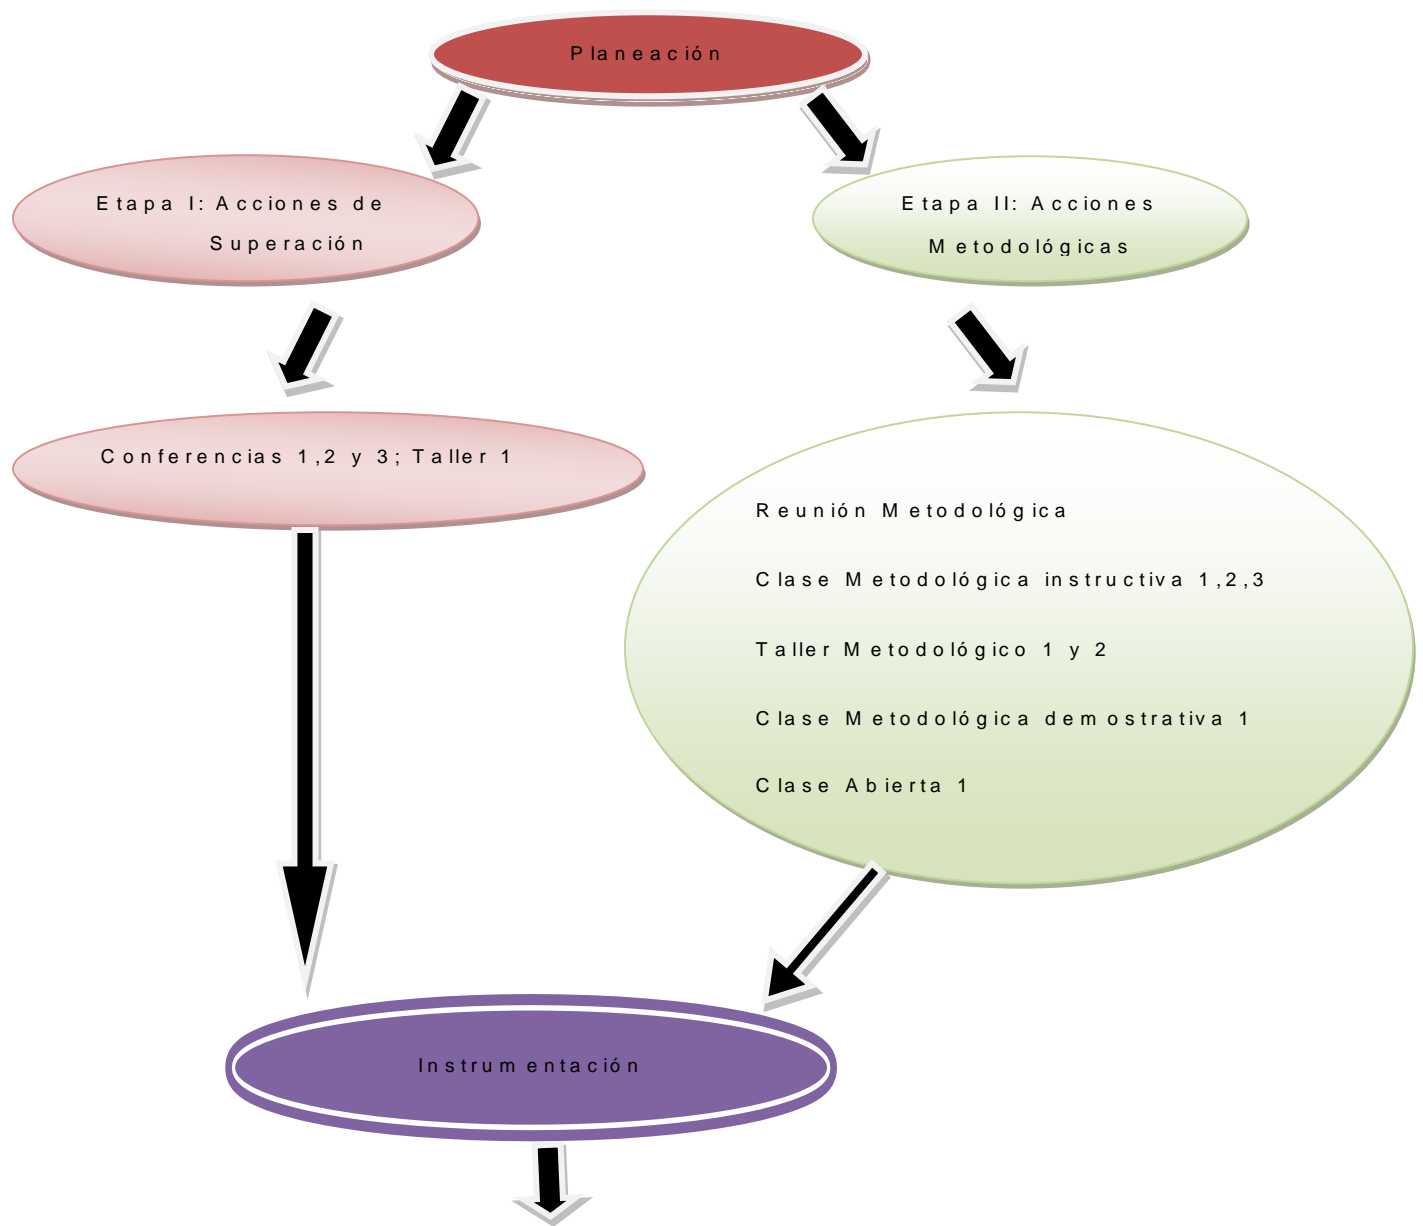 Planeación
Etapa I: Acciones de
Superación
Etapa II: Acciones
Metodológicas
Conferencias 1,2 y 3; Taller 1
Reunión Metodológica
Clase Metodológica instructiva 1,2,3
Taller Metodológico 1 y 2
Clase Metodológica demostrativa 1
Clase Abierta 1
Instrumentación